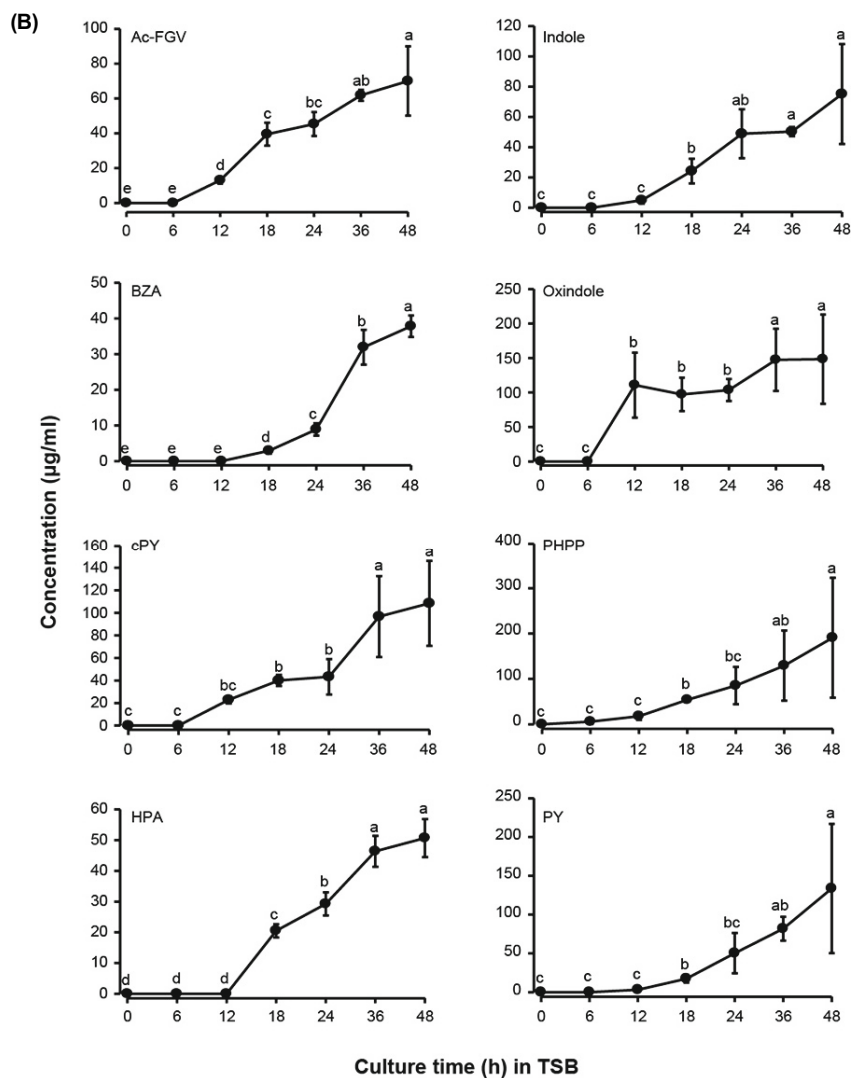 (B)
Concentration (µg/ml)
Ac-FGV
100
80
60
40
20
0
e e d c bc ab a
0 6 12 18 24 36 48
Indole
120
100
80
60
40
20
0
c c c b ab a a
0 6 12 18 24 36 48
BZA
50
40
30
20
10
0
e e e d c b a
0 6 12 18 24 36 48
Oxindole
250
200
150
100
50
0
c c b b b a a
0 6 12 18 24 36 48
cPY
160
140
120
100
80
60
40
20
0
c c bc b b a a
0 6 12 18 24 36 48
PHPP
400
300
200
100
0
c c c b bc ab a
0 6 12 18 24 36 48
HPA
60
50
40
30
20
10
0
d d d c b a a
0 6 12 18 24 36 48
PY
250
200
150
100
50
0
c c c b bc ab a
0 6 12 18 24 36 48
Culture time (h) in TSB